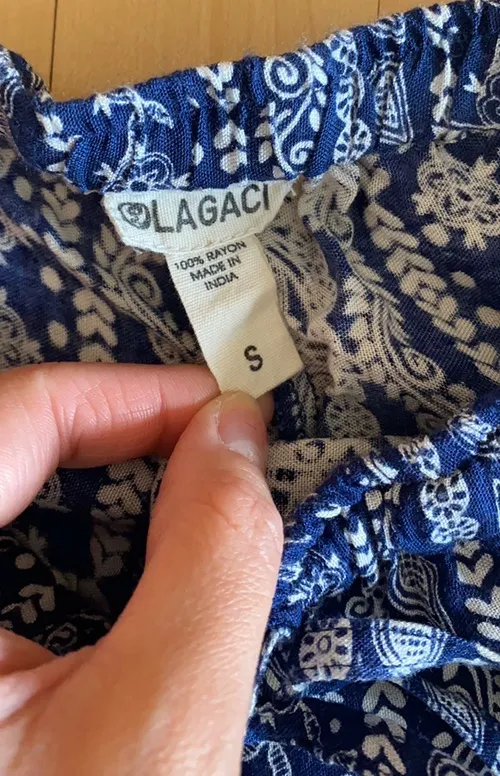 LAGACI
100% RAYON
MADE IN
INDIA
S